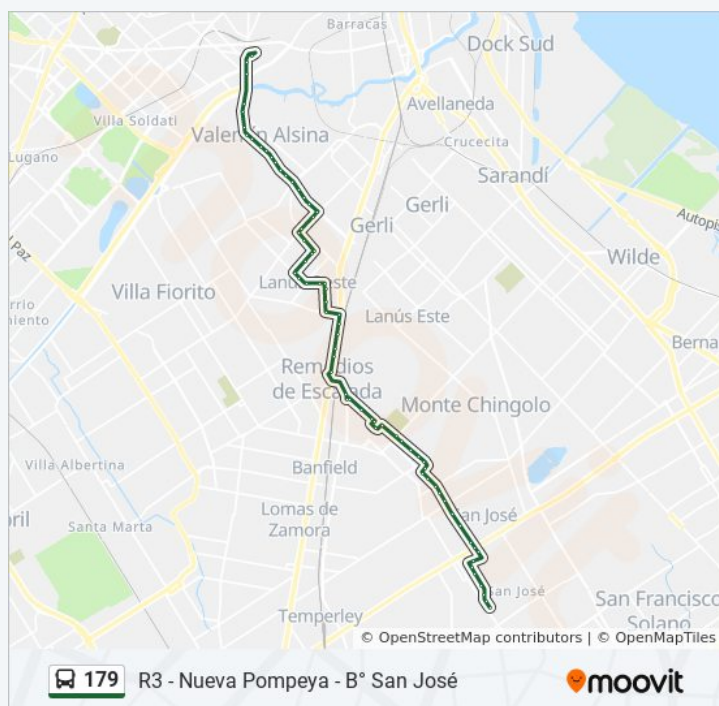 Barracas
Dock Sud
Avellaneda
Villa Soldati
Valentín Alsina
Crucecita
Lugano
Sarandí
Autopis
Gerli
Gerli
Wilde
l Paz
Lanús Este
Villa Fiorito
Lanús Este
Berna
Remedios
de Escalada
Monte Chingolo
Villa Albertina
Banfield
Lomas de
Zamora
San José
Santa Marta
San José
San Francisco
Solano
Temperley
© OpenStreetMap contributors | © OpenMapTiles
179 R3 - Nueva Pompeya - B° San José
moovit